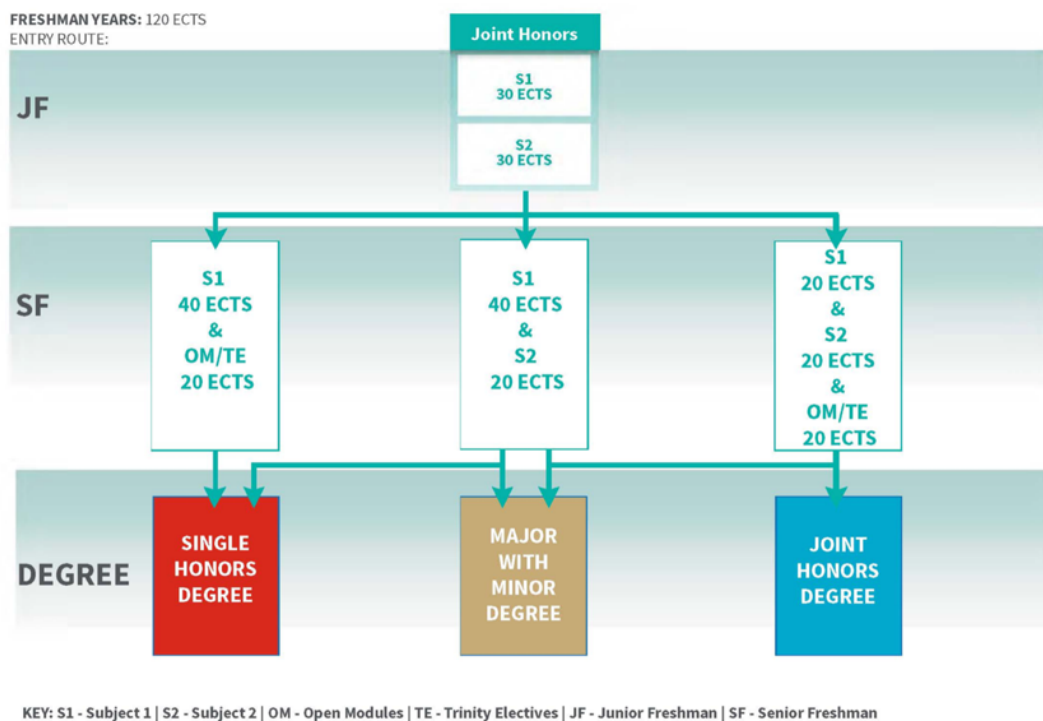 FRESHMAN YEARS: 120 ECTS
ENTRY ROUTE:
Joint Honors
JF
S1
30 ECTS
S2
30 ECTS
SF
S1
40 ECTS
&
OM/TE
20 ECTS
S1
40 ECTS
&
S2
20 ECTS
S1
20 ECTS
&
S2
20 ECTS
&
OM/TE
20 ECTS
DEGREE
SINGLE
HONORS
DEGREE
MAJOR
WITH
MINOR
DEGREE
JOINT
HONORS
DEGREE
KEY: S1 - Subject 1 | S2 - Subject 2 | OM - Open Modules | TE - Trinity Electives | JF - Junior Freshman | SF - Senior Freshman